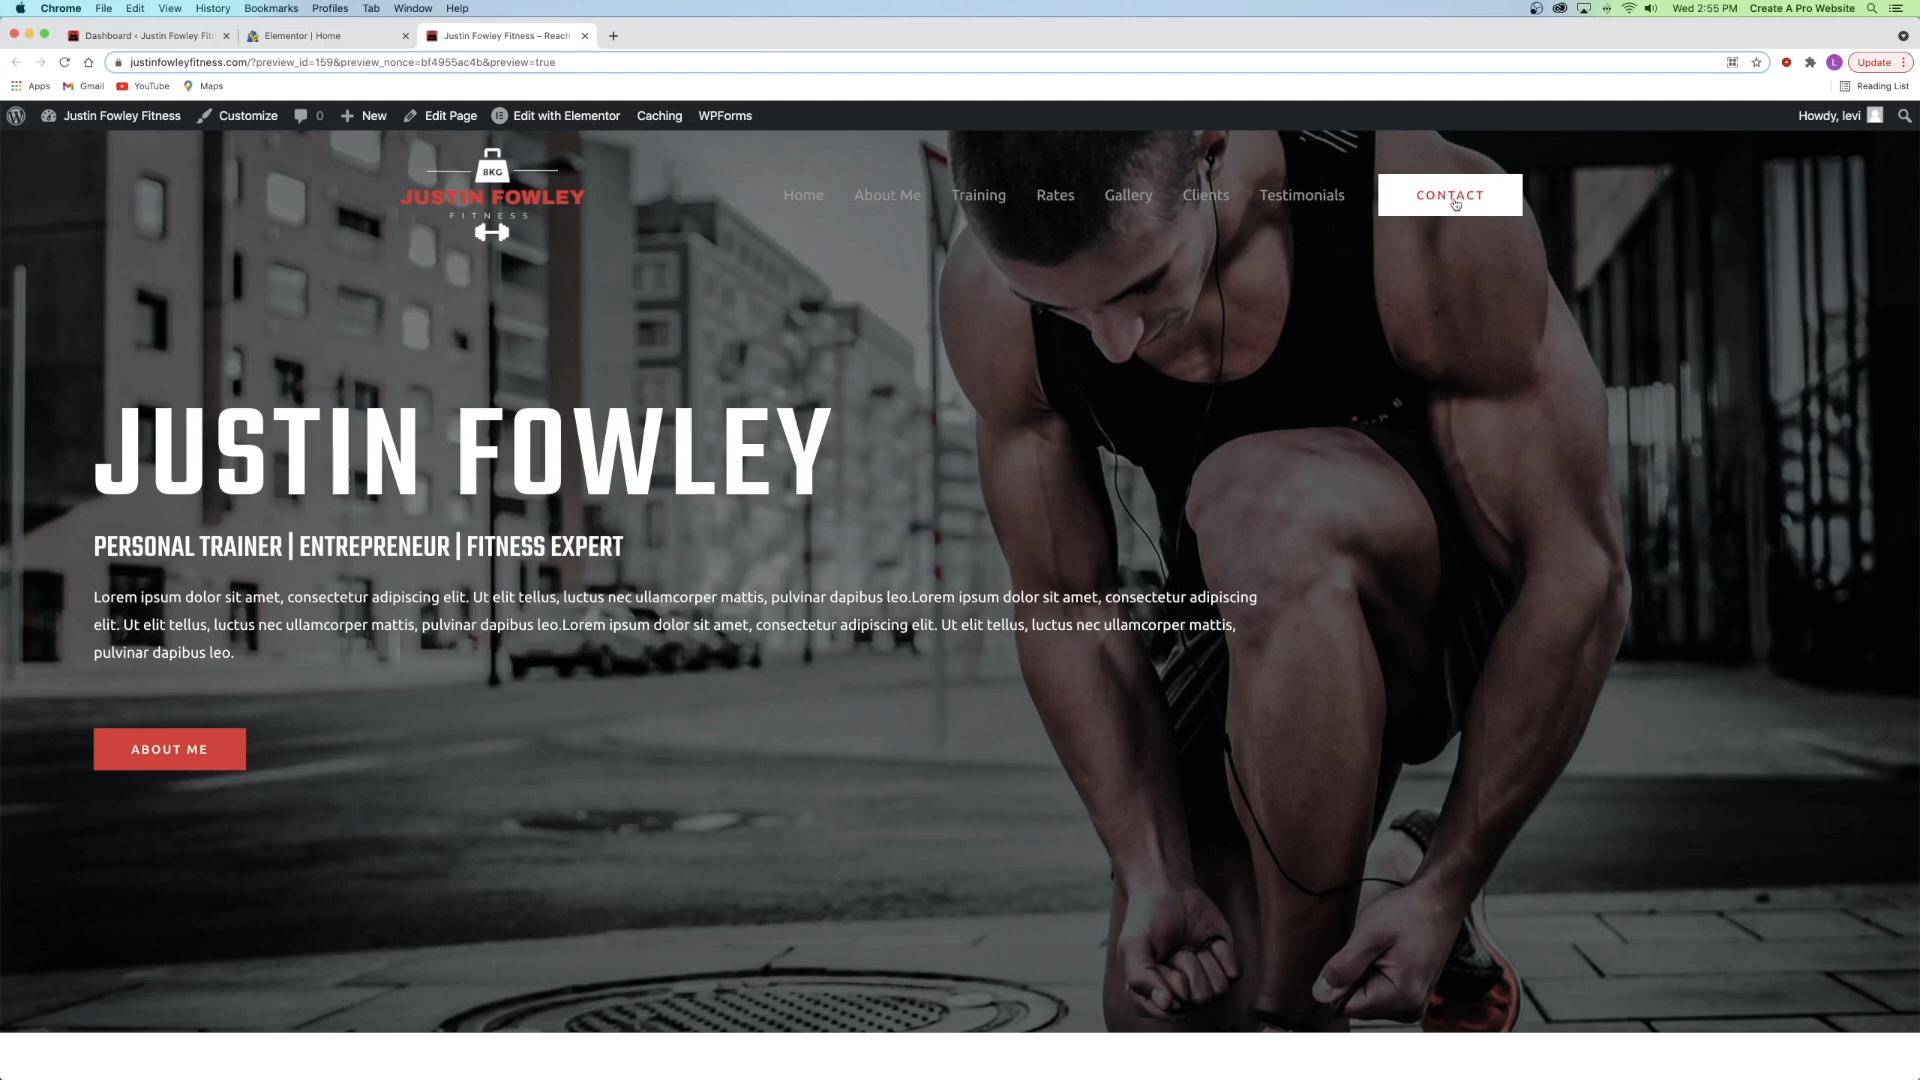 Chrome File Edit View History Bookmarks Profiles Tab Window Help Wed 2:55 PM Create A Pro Website
Dashboard ‹ Justin Fowley Fitn Elementor | Home Justin Fowley Fitness – Reach
justinfowleyfitness.com/?preview_id=159&preview_nonce=bf4955ac4b&preview=true L Update
Apps Gmail YouTube Maps Reading List
Justin Fowley Fitness Customize 0 New Edit Page Edit with Elementor Caching WPForms Howdy, levi
8KG
JUSTIN FOWLEY
FITNESS
Home About Me Training Rates Gallery Clients Testimonials CONTACT
JUSTIN FOWLEY
PERSONAL TRAINER | ENTREPRENEUR | FITNESS EXPERT
Lorem ipsum dolor sit amet, consectetur adipiscing elit. Ut elit tellus, luctus nec ullamcorper mattis, pulvinar dapibus leo.Lorem ipsum dolor sit amet, consectetur adipiscing
elit. Ut elit tellus, luctus nec ullamcorper mattis, pulvinar dapibus leo.Lorem ipsum dolor sit amet, consectetur adipiscing elit. Ut elit tellus, luctus nec ullamcorper mattis,
pulvinar dapibus leo.
ABOUT ME